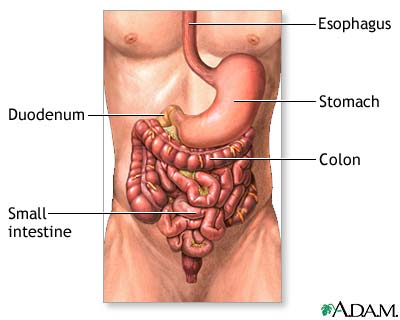 Esophagus
Stomach
Duodenum
Colon
Small
intestine
A.D.A.M.